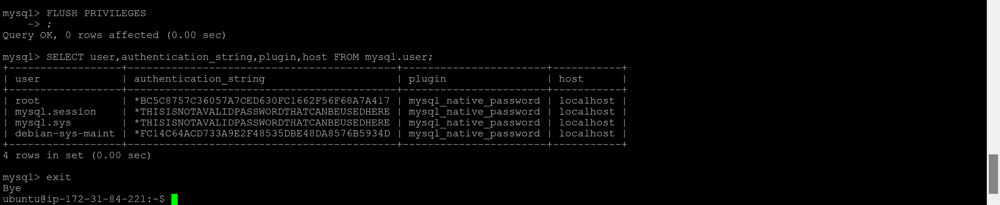 mysql> FLUSH PRIVILEGES
    -> ;
Query OK, 0 rows affected (0.00 sec)

mysql> SELECT user,authentication_string,plugin,host FROM mysql.user;
+------------------+-------------------------------------------+-----------------------+-----------+
| user             | authentication_string                     | plugin                | host      |
+------------------+-------------------------------------------+-----------------------+-----------+
| root             | *BC5C8757C36057A7CED630FC1662F56F68A7A417 | mysql_native_password | localhost |
| mysql.session    | *THISISNOTAVALIDPASSWORDTHATCANBEUSEDHERE | mysql_native_password | localhost |
| mysql.sys        | *THISISNOTAVALIDPASSWORDTHATCANBEUSEDHERE | mysql_native_password | localhost |
| debian-sys-maint | *FC14C64ACD733A9E2F48535DBE48DA8576B5934D | mysql_native_password | localhost |
+------------------+-------------------------------------------+-----------------------+-----------+
4 rows in set (0.00 sec)

mysql> exit
Bye
ubuntu@ip-172-31-84-221:~$